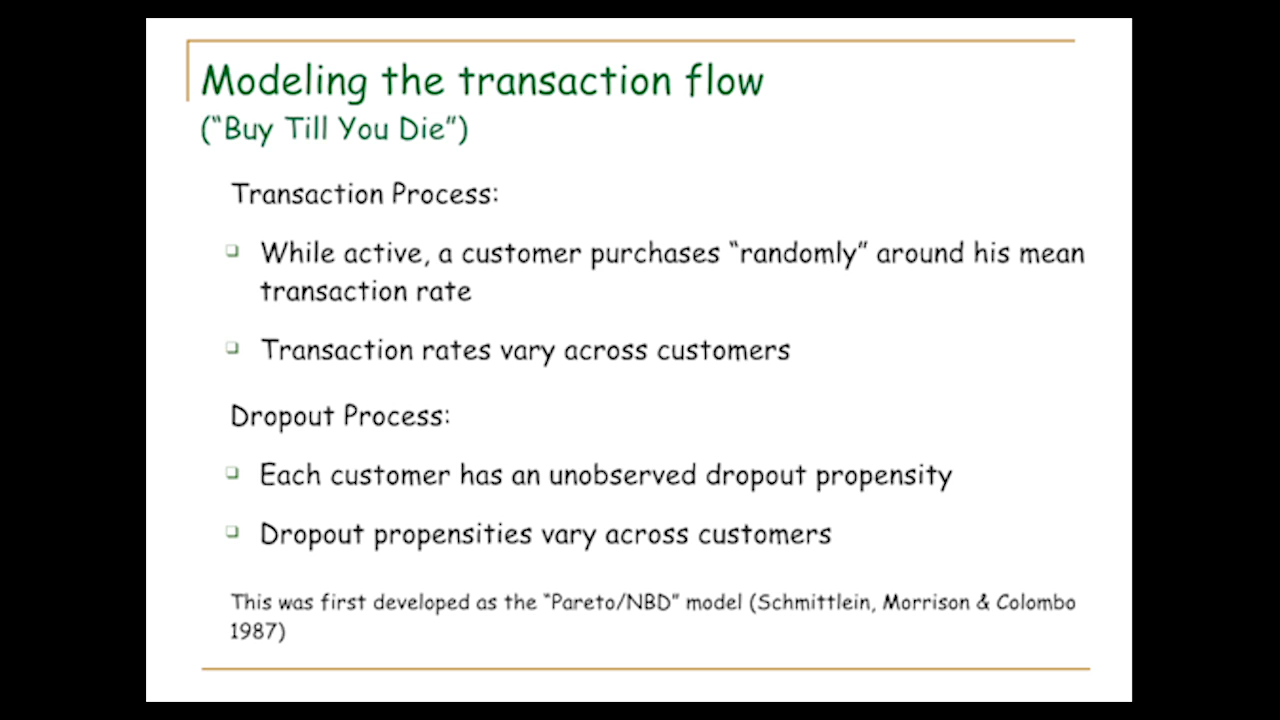 Modeling the transaction flow
(“Buy Till You Die”)
Transaction Process:
While active, a customer purchases “randomly” around his mean
transaction rate
Transaction rates vary across customers
Dropout Process:
Each customer has an unobserved dropout propensity
Dropout propensities vary across customers
This was first developed as the “Pareto/NBD” model (Schmittlein, Morrison & Colombo
1987)